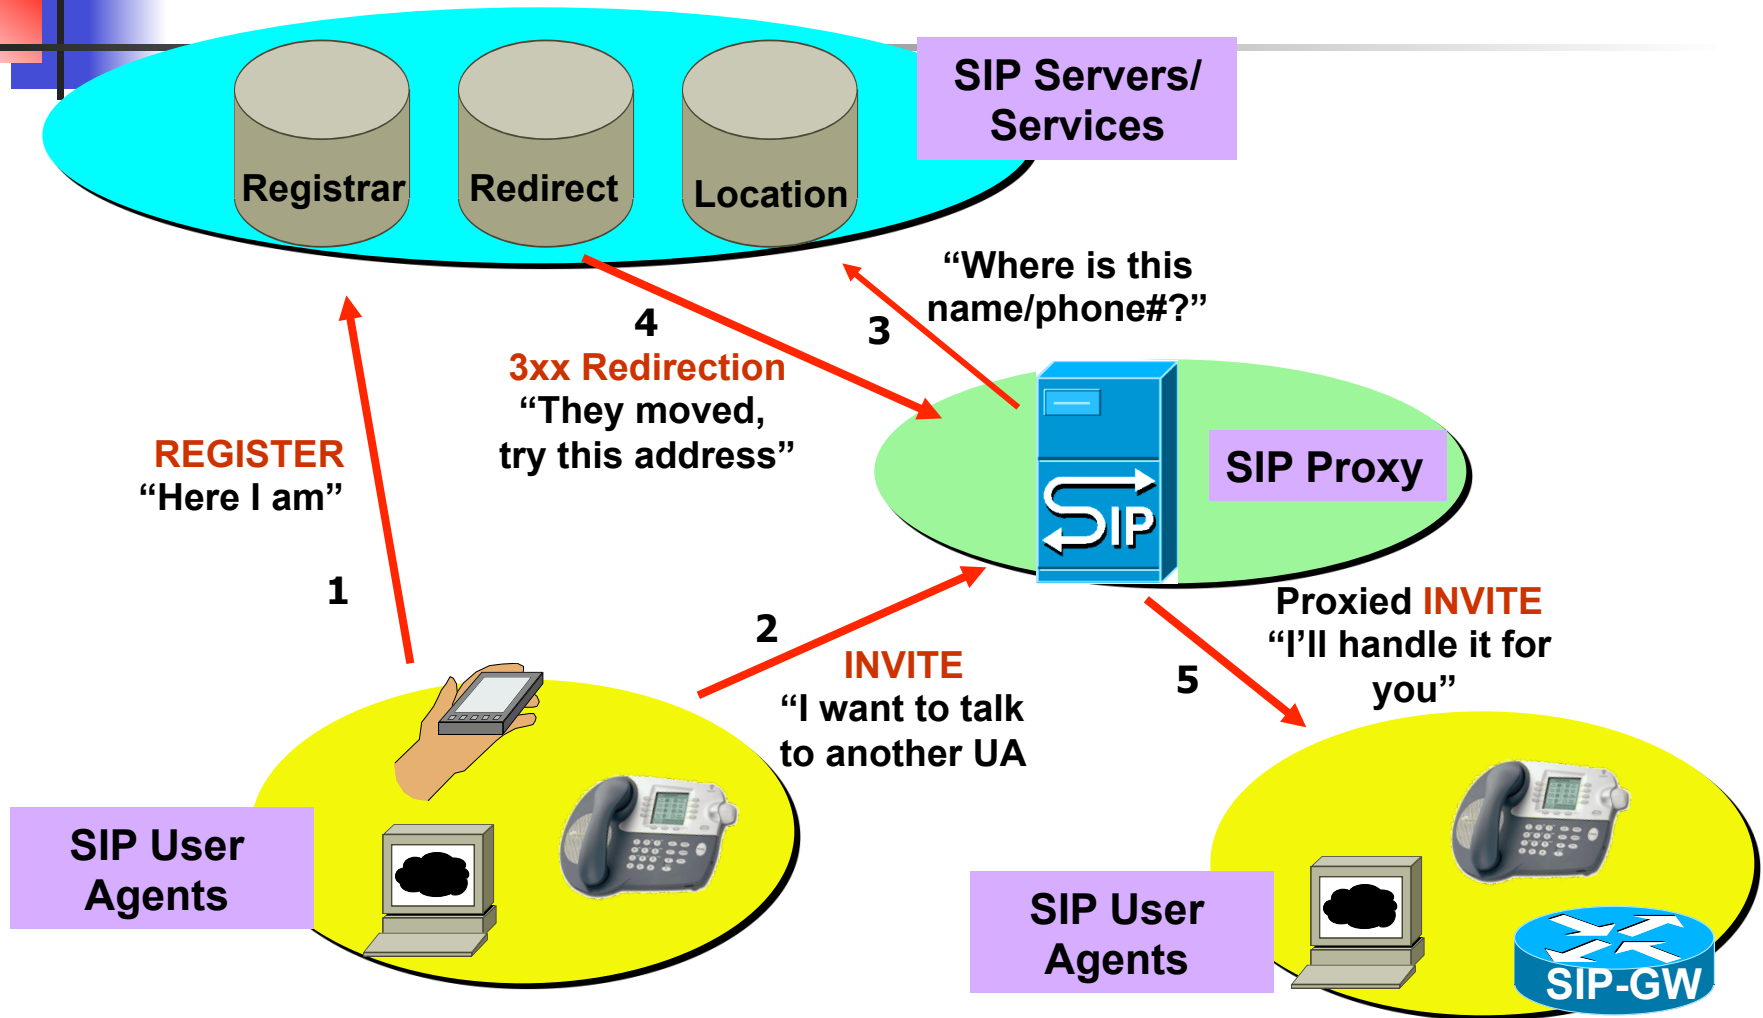 SIP Servers/
Services
Registrar
Redirect
Location
“Where is this
name/phone#?”
3
4
3xx Redirection
“They moved,
try this address”
REGISTER
“Here I am”
1
SIP Proxy
SIP
2
INVITE
“I want to talk
to another UA
Proxied INVITE
“I’ll handle it for
you”
5
SIP User
Agents
SIP User
Agents
SIP-GW